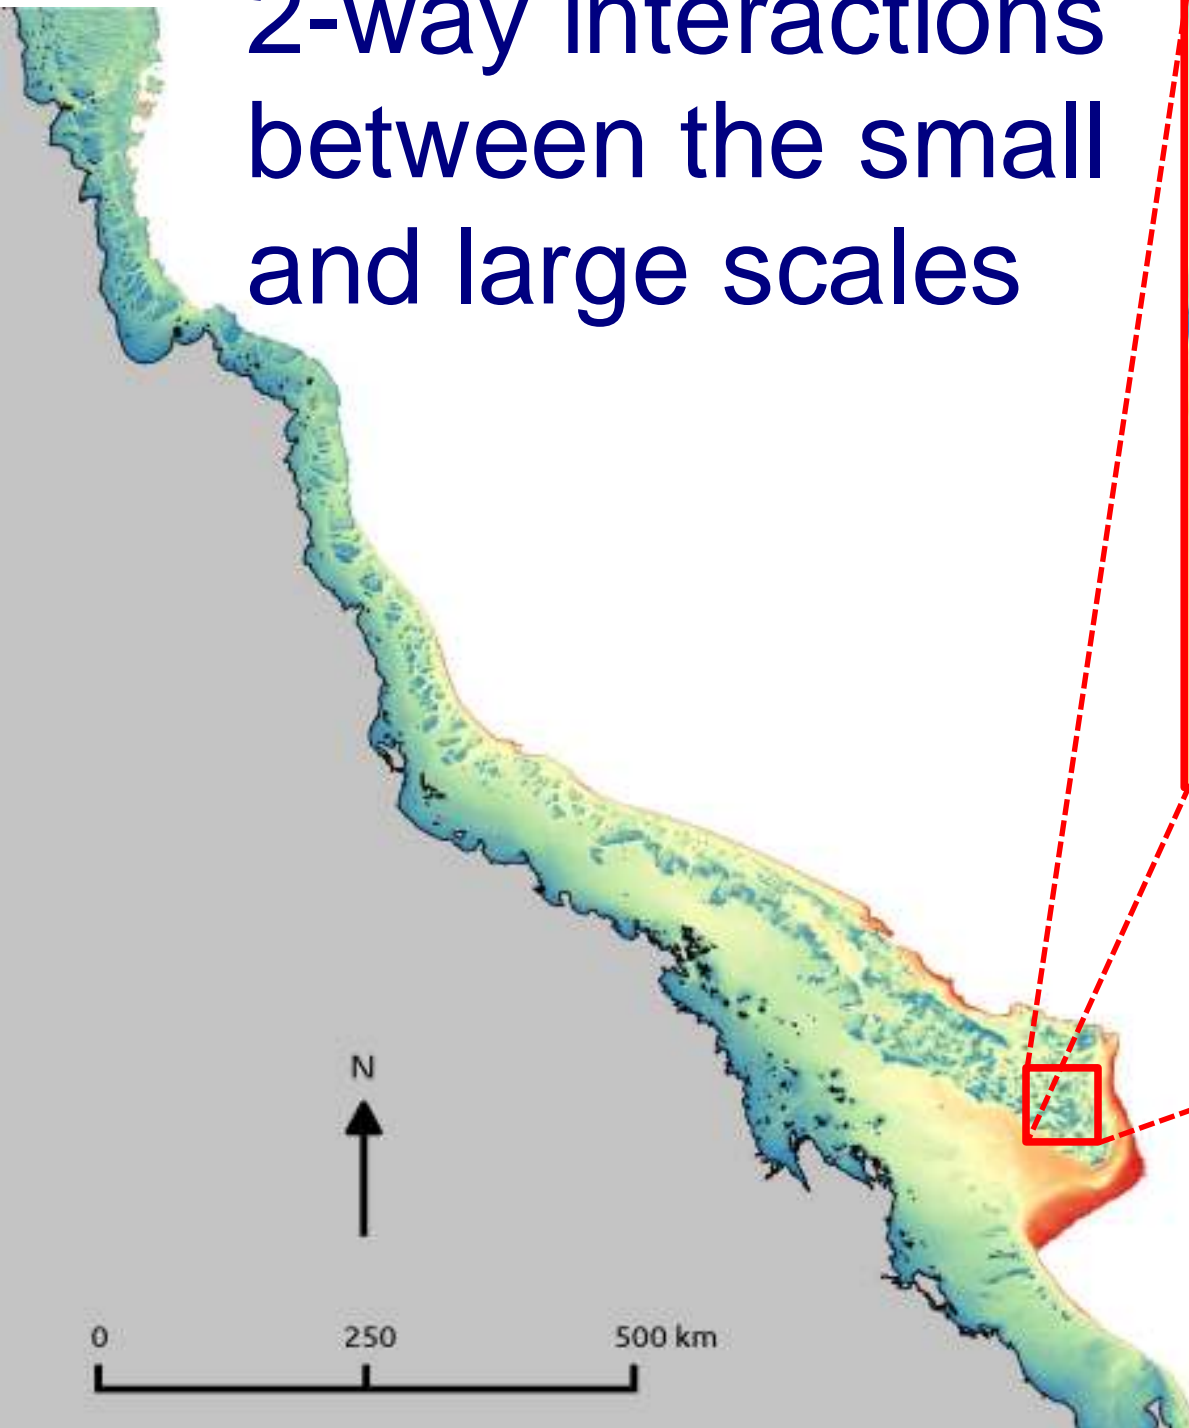 2-way interactions
between the small
and large scales
N
0 250 500 km